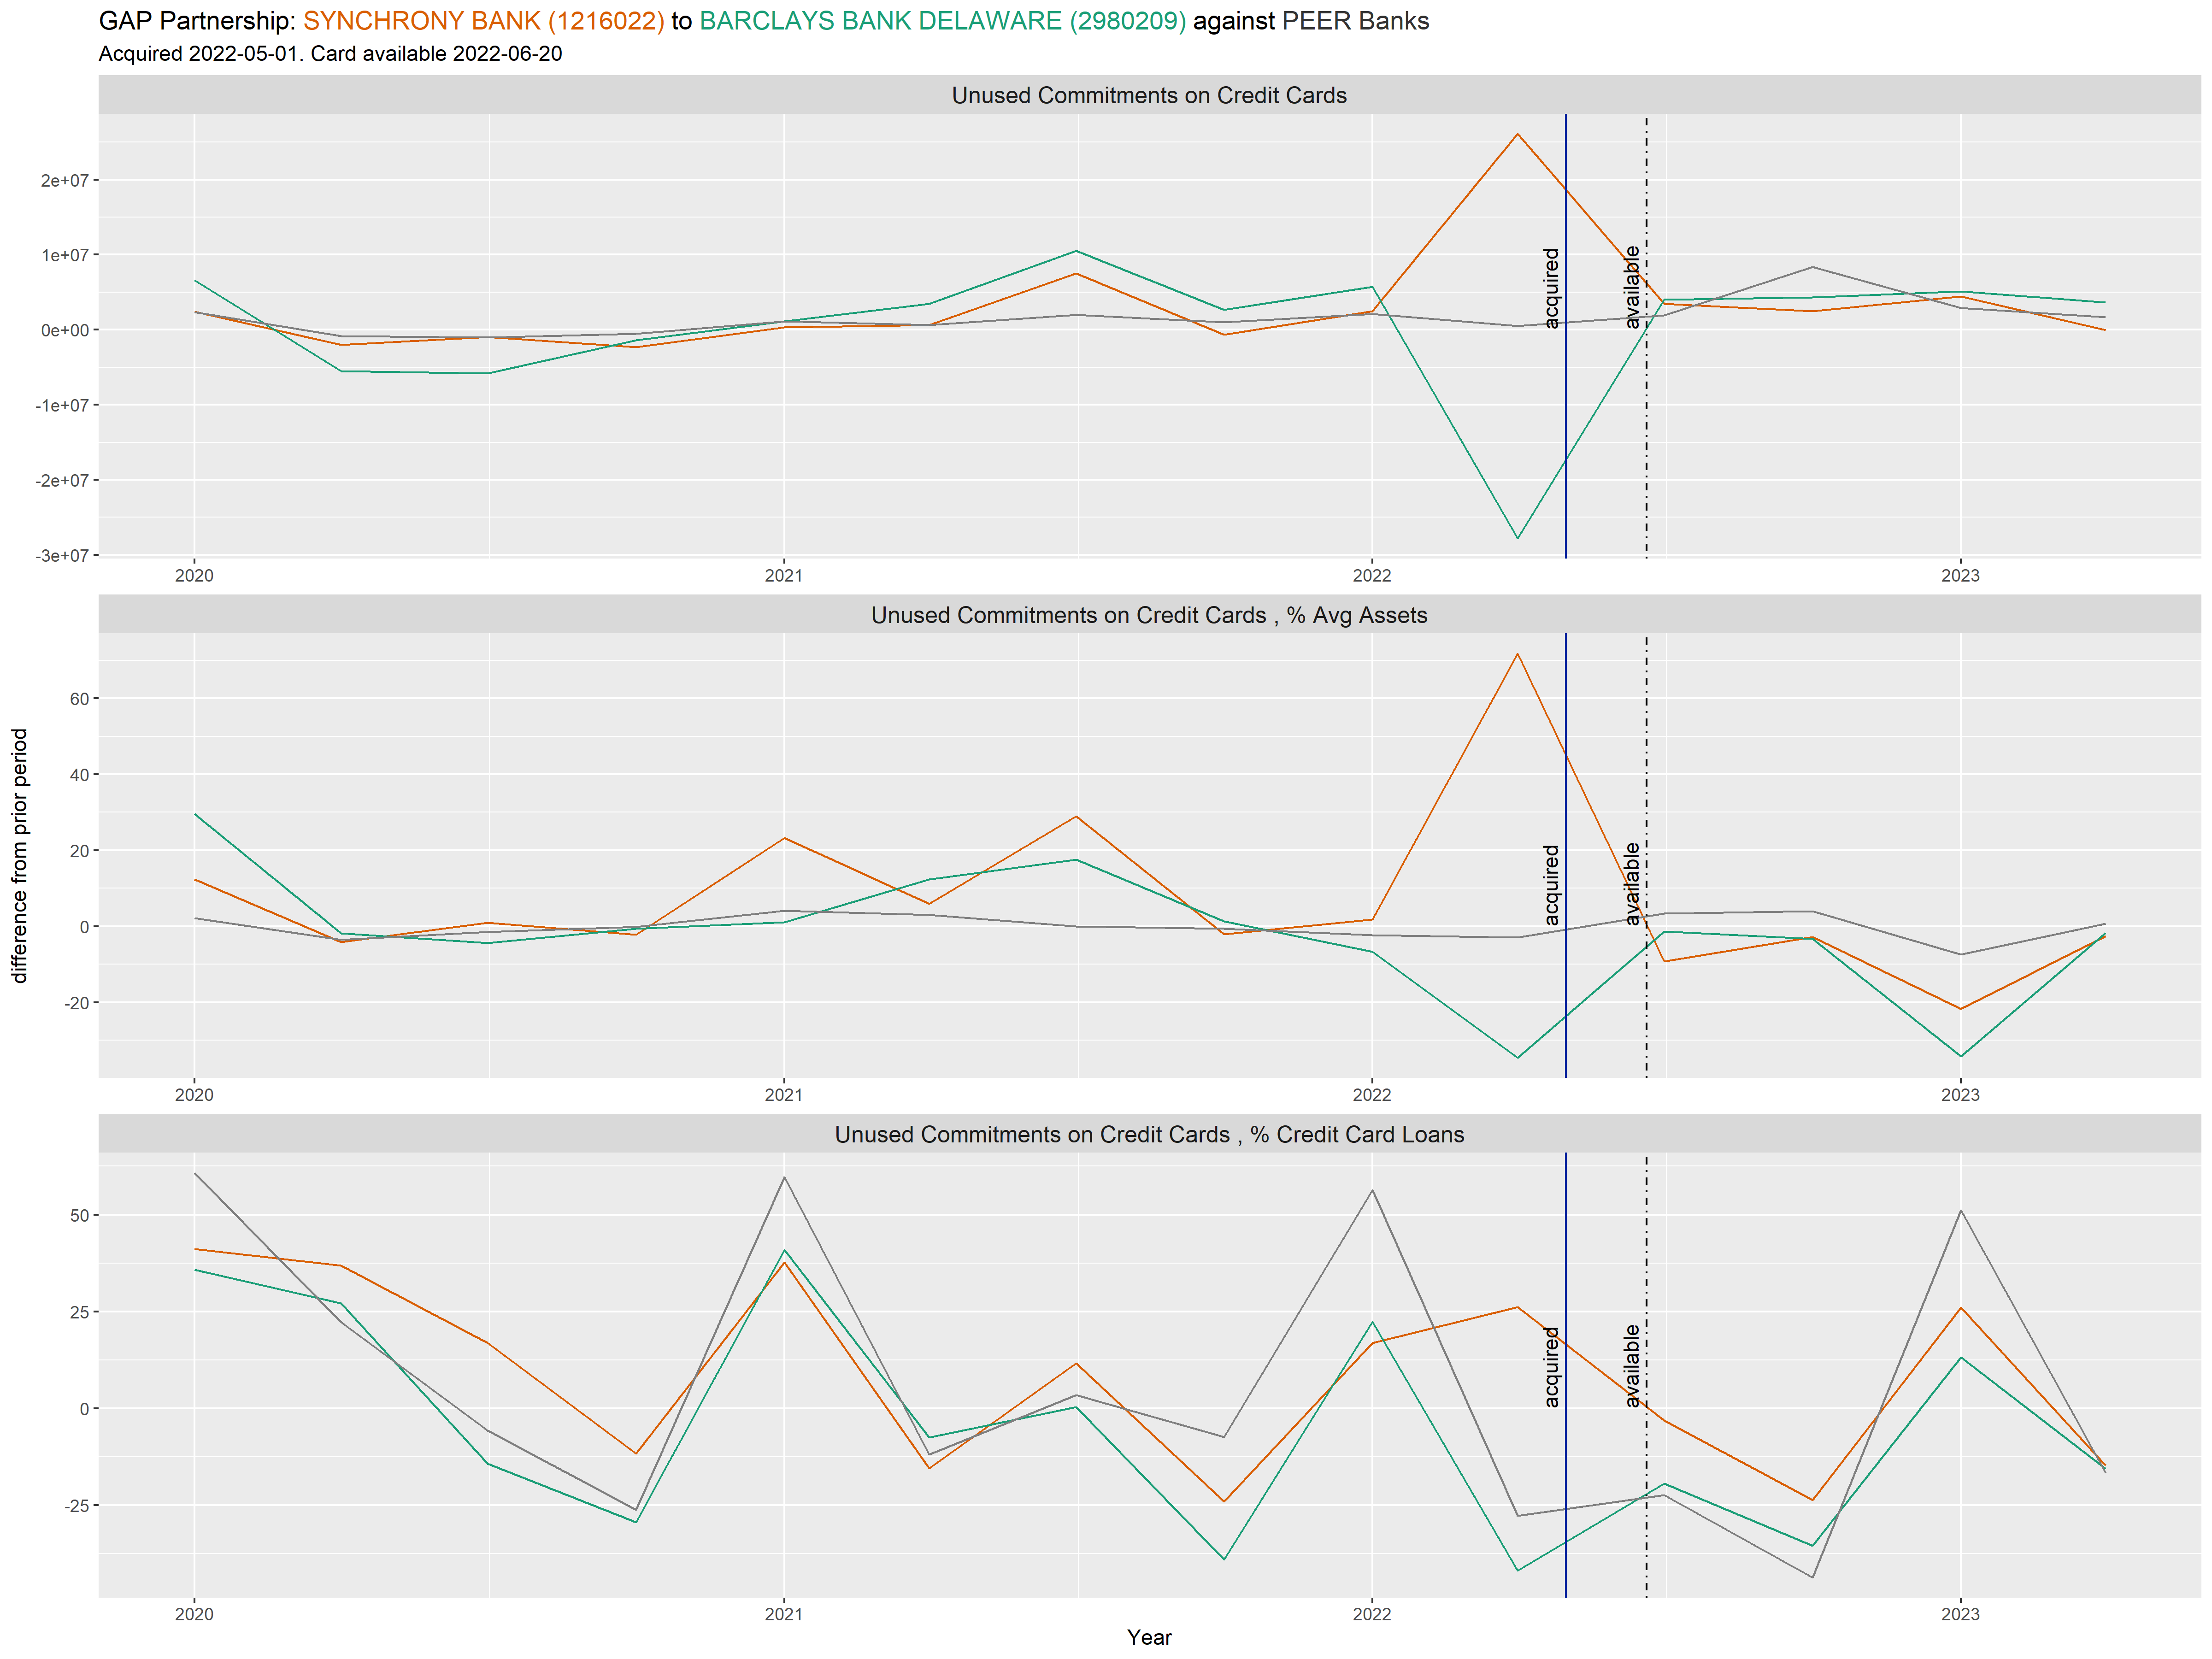 GAP Partnership: SYNCHRONY BANK (1216022) to BARCLAYS BANK DELAWARE (2980209) against PEER Banks
Acquired 2022-05-01. Card available 2022-06-20
Unused Commitments on Credit Cards
2e+07
1e+07
0e+00
-1e+07
-2e+07
-3e+07
acquired
available
2020
2021
2022
2023
Unused Commitments on Credit Cards , % Avg Assets
difference from prior period
60
40
20
0
-20
acquired
available
2020
2021
2022
2023
Unused Commitments on Credit Cards , % Credit Card Loans
50
25
0
-25
acquired
available
2020
2021
2022
2023
Year